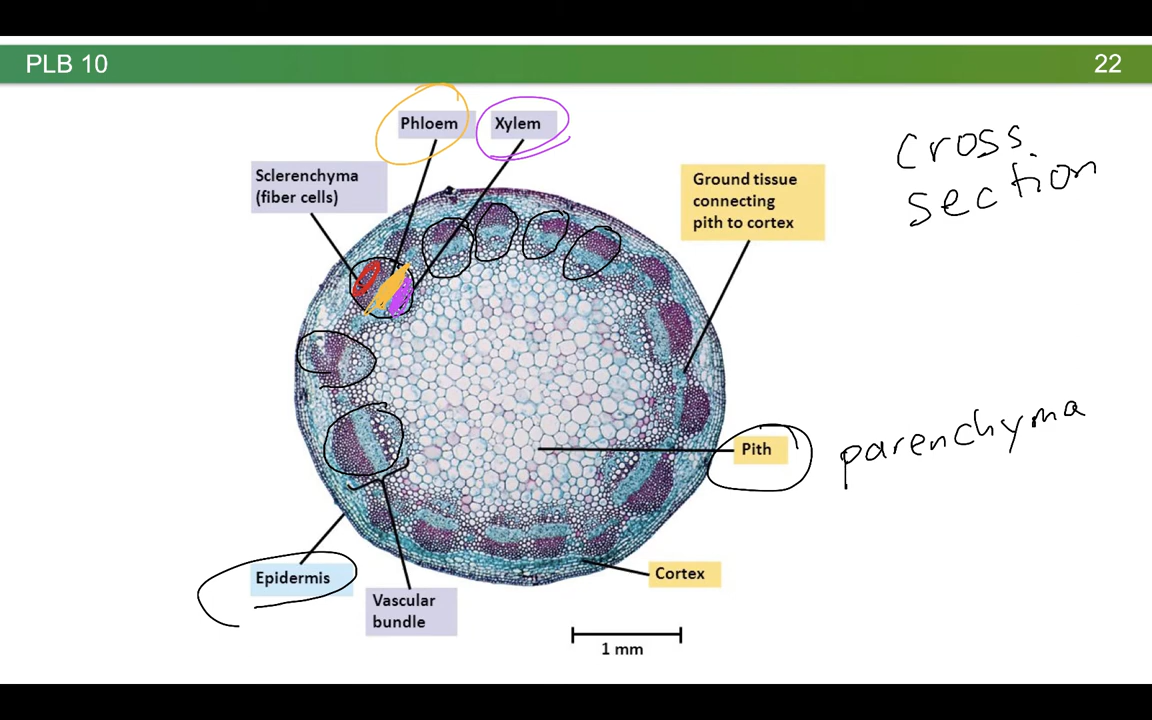 PLB 10
22
Phloem
Xylem
Sclerenchyma
(fiber cells)
Ground tissue
connecting
pith to cortex
cross
section
Pith
parenchyma
Epidermis
Cortex
Vascular
bundle
1 mm